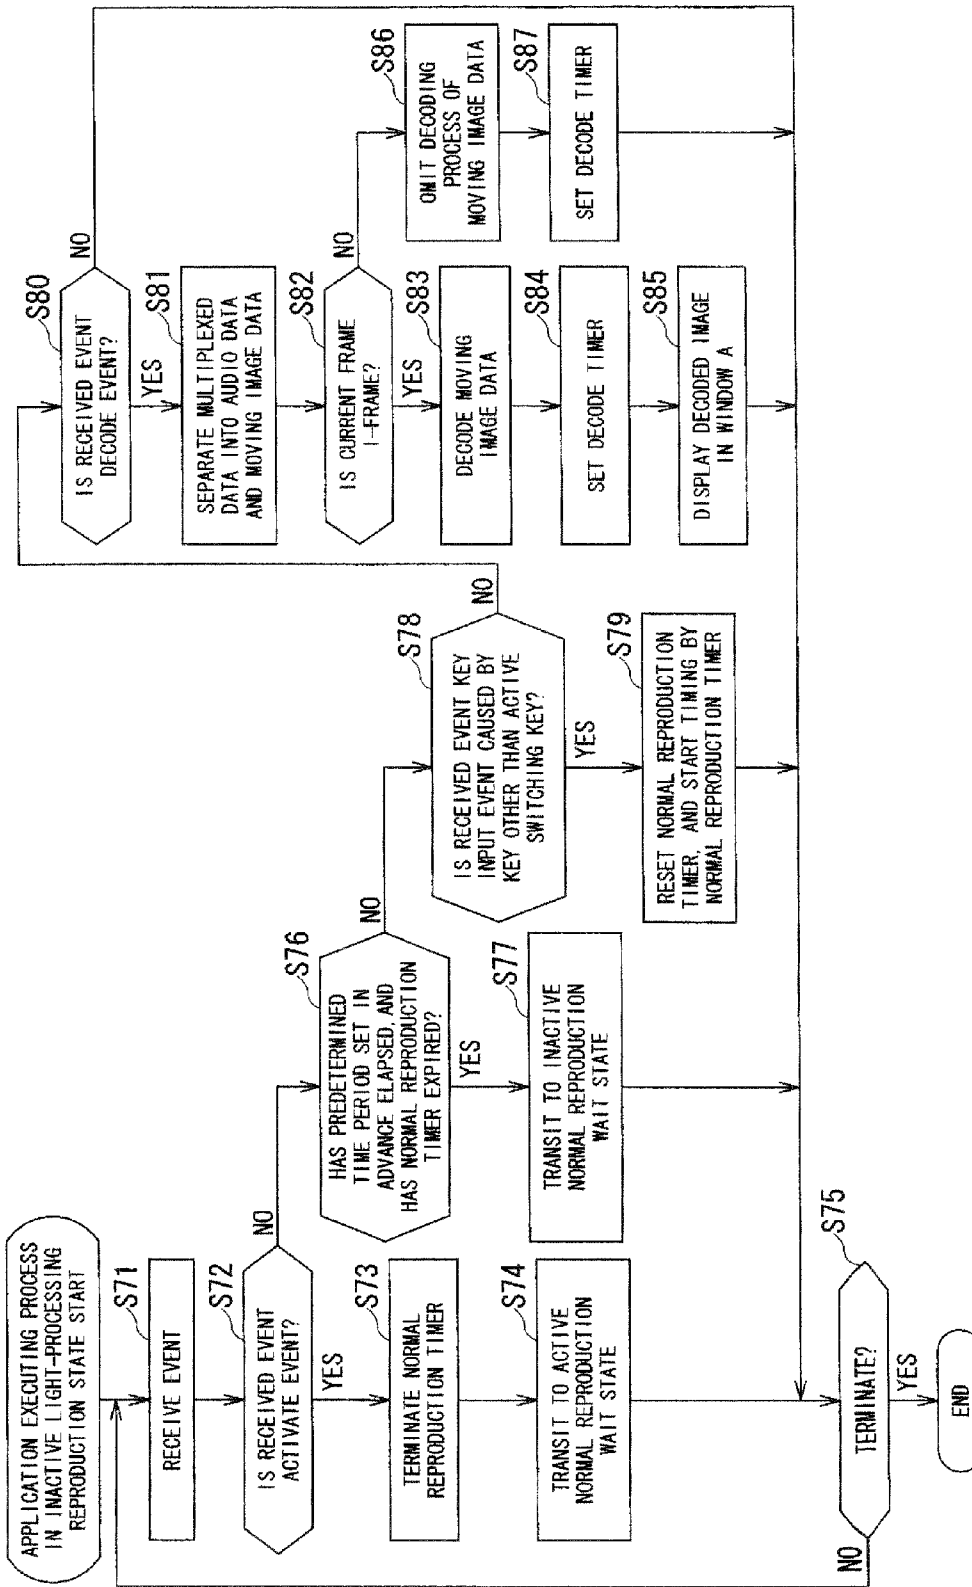 APPLICATION EXECUTING PROCESS
IN INACTIVE LIGHT-PROCESSING
REPRODUCTION STATE START
S71
RECEIVE EVENT
S72
IS RECEIVED EVENT
ACTIVATE EVENT?
NO
YES
S73
TERMINATE NORMAL
REPRODUCTION TIMER
S74
TRANSIT TO ACTIVE
NORMAL REPRODUCTION
WAIT STATE
S75
TERMINATE?
NO
YES
END
S76
HAS PREDETERMINED
TIME PERIOD SET IN
ADVANCE ELAPSED, AND
HAS NORMAL REPRODUCTION
TIMER EXPIRED?
NO
YES
S77
TRANSIT TO INACTIVE
NORMAL REPRODUCTION
WAIT STATE
S78
IS RECEIVED EVENT KEY
INPUT EVENT CAUSED BY
KEY OTHER THAN ACTIVE
SWITCHING KEY?
NO
YES
S79
RESET NORMAL REPRODUCTION
TIMER, AND START TIMING BY
NORMAL REPRODUCTION TIMER
S80
IS RECEIVED EVENT
DECODE EVENT?
NO
YES
S81
SEPARATE MULTIPLEXED
DATA INTO AUDIO DATA
AND MOVING IMAGE DATA
S82
IS CURRENT FRAME
I-FRAME?
NO
YES
S83
DECODE MOVING
IMAGE DATA
S84
SET DECODE TIMER
S85
DISPLAY DECODED IMAGE
IN WINDOW A
S86
OMIT DECODING
PROCESS OF
MOVING IMAGE DATA
S87
SET DECODE TIMER